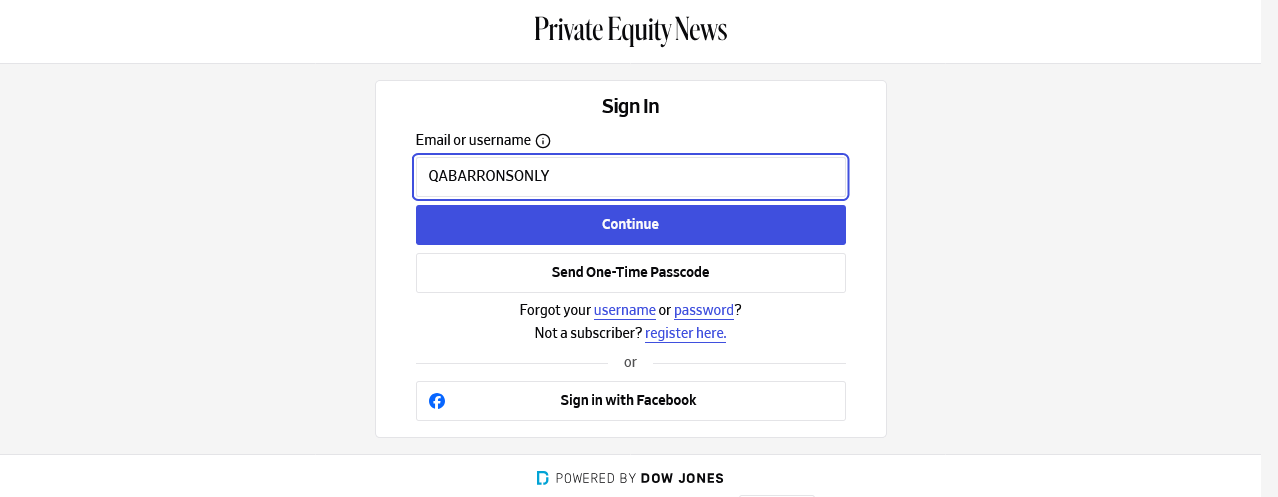 Private Equity News
Sign In
Email or username
QABARRONSONLY
Continue
Send One-Time Passcode
Forgot your username or password?
Not a subscriber? register here.
or
Sign in with Facebook
POWERED BY DOW JONES